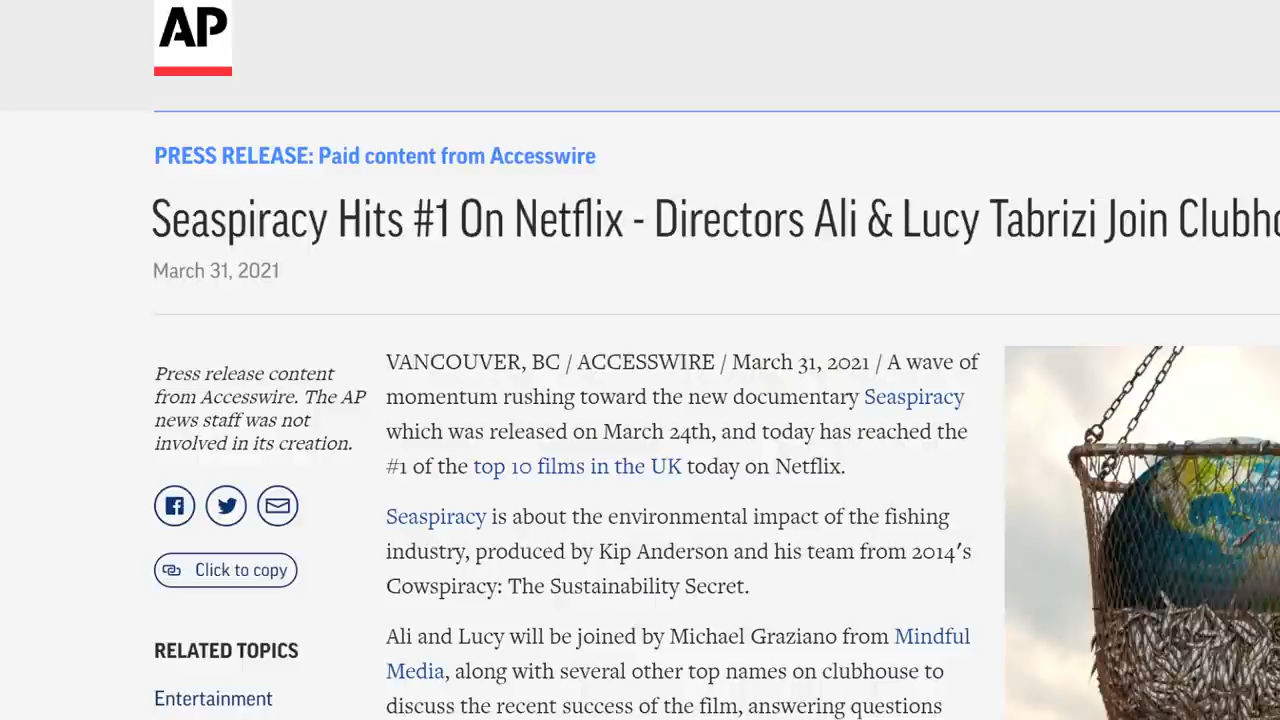 AP
PRESS RELEASE: Paid content from Accesswire
Seaspiracy Hits #1 On Netflix - Directors Ali & Lucy Tabrizi Join
March 31, 2021
Press release content
from Accesswire. The AP
news staff was not
involved in its creation.
Click to copy
RELATED TOPICS
Entertainment
VANCOUVER, BC / ACCESSWIRE / March 31, 2021 / A wave of
momentum rushing toward the new documentary Seaspiracy
which was released on March 24th, and today has reached the
#1 of the top 10 films in the UK today on Netflix.
Seaspiracy is about the environmental impact of the fishing
industry, produced by Kip Anderson and his team from 2014's
Cowspiracy: The Sustainability Secret.
Ali and Lucy will be joined by Michael Graziano from Mindful
Media, along with several other top names on clubhouse to
discuss the recent success of the film, answering questions